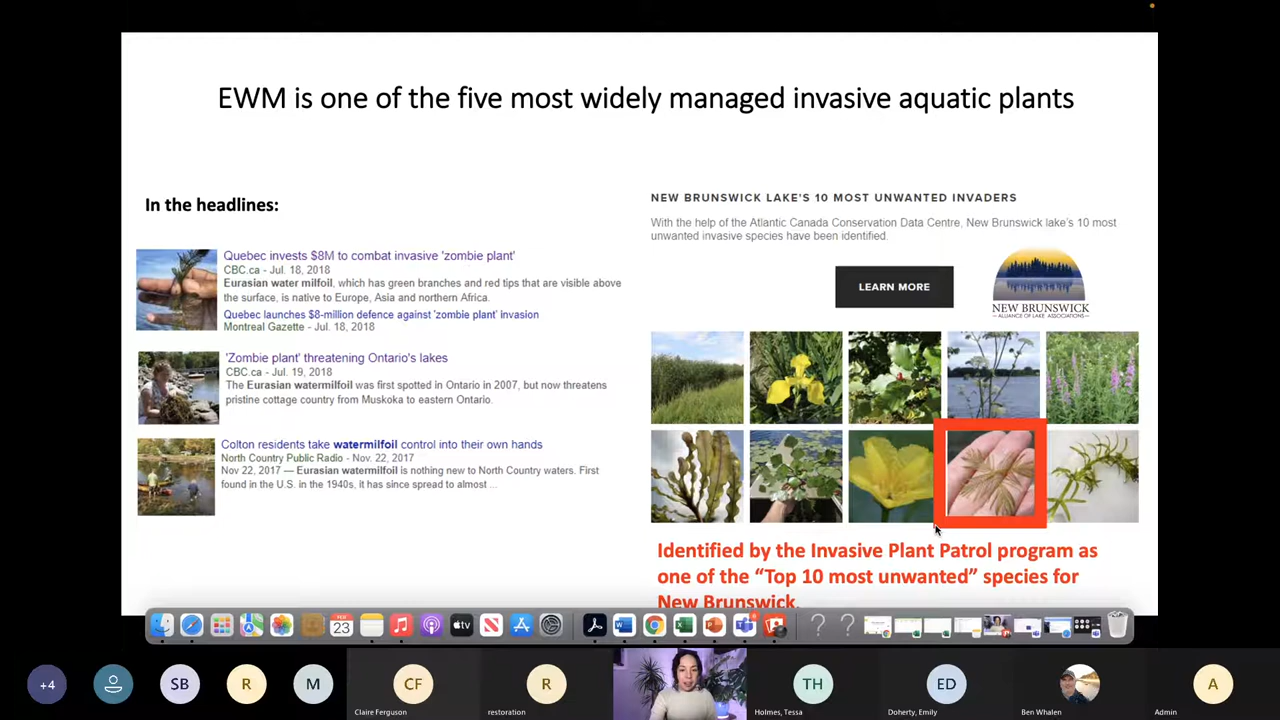 EWM is one of the five most widely managed invasive aquatic plants
In the headlines:
Quebec invests $8M to combat invasive 'zombie plant'
CBC.ca - Jul. 18, 2018
Eurasian water milfoil, which has green branches and red tips that are visible above
the surface, is native to Europe, Asia and northern Africa.
Quebec launches $8-million defence against 'zombie plant' invasion
Montreal Gazette - Jul. 18, 2018
'Zombie plant' threatening Ontario's lakes
CBC.ca - Jul. 19, 2018
The Eurasian watermilfoil was first spotted in Ontario in 2007, but now threatens
pristine cottage country from Muskoka to eastern Ontario.
Colton residents take watermilfoil control into their own hands
North Country Public Radio - Nov. 22, 2017
Nov 22, 2017 — Eurasian watermilfoil is nothing new to North Country waters. First
found in the U.S. in the 1940s, it has since spread to almost ...
NEW BRUNSWICK LAKE'S 10 MOST UNWANTED INVADERS
With the help of the Atlantic Canada Conservation Data Centre, New Brunswick lake's 10 most
unwanted invasive species have been identified.
LEARN MORE
NEW BRUNSWICK
ALLIANCE OF LAKE ASSOCIATIONS
Identified by the Invasive Plant Patrol program as
one of the “Top 10 most unwanted” species for
New Brunswick.
FEB
23
tv
+4
SB
R
M
CF
Claire Ferguson
R
restoration
TH
Holmes, Tessa
ED
Doherty, Emily
Ben Whalen
A
Admin